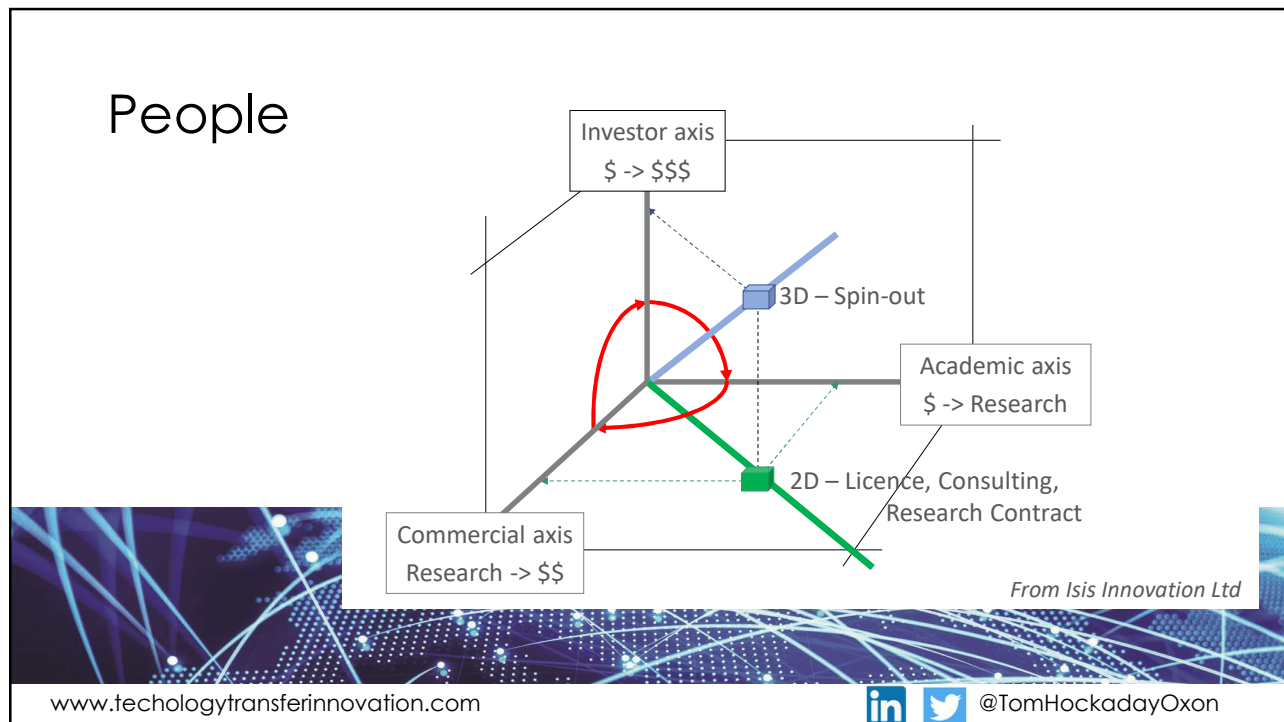 People
Investor axis
$ -> $$$
3D – Spin-out
Academic axis
$ -> Research
2D – Licence, Consulting,
Research Contract
Commercial axis
Research -> $$
From Isis Innovation Ltd
www.techologytransferinnovation.com
in
@TomHockadayOxon